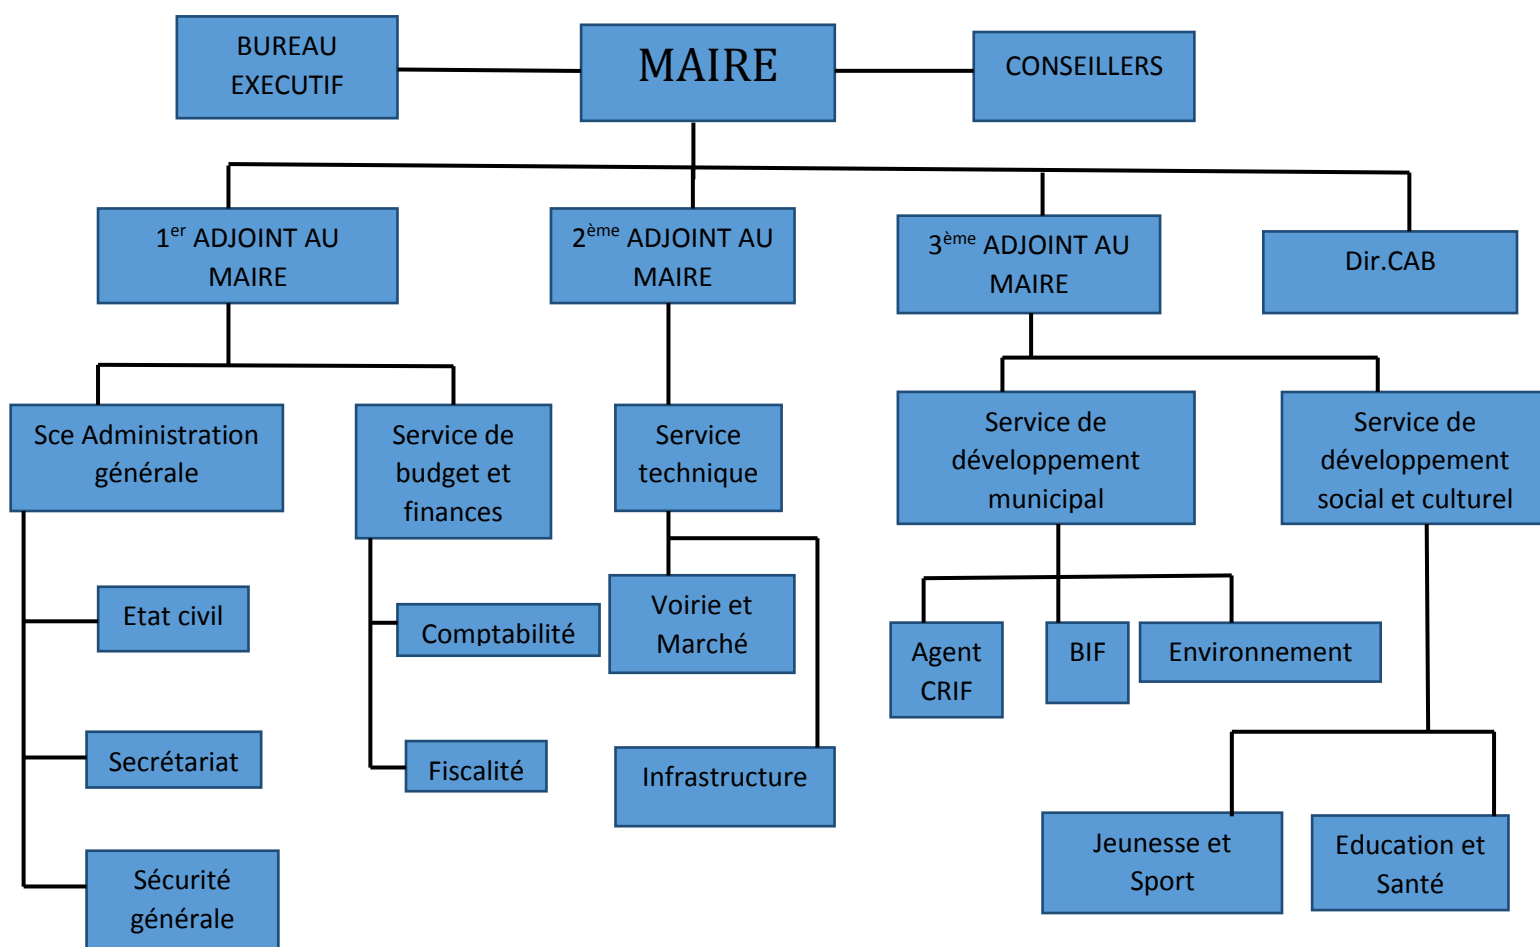 BUREAU
EXECUTIF
MAIRE
CONSEILLERS
1er ADJOINT AU
MAIRE
2ème ADJOINT AU
MAIRE
3ème ADJOINT AU
MAIRE
Dir.CAB
Sce Administration
générale
Service de
budget et
finances
Service
technique
Service de
développement
municipal
Service de
développement
social et culturel
Etat civil
Comptabilité
Voirie et
Marché
Agent
CRIF
BIF
Environnement
Secrétariat
Fiscalité
Infrastructure
Jeunesse et
Sport
Education et
Santé
Sécurité
générale